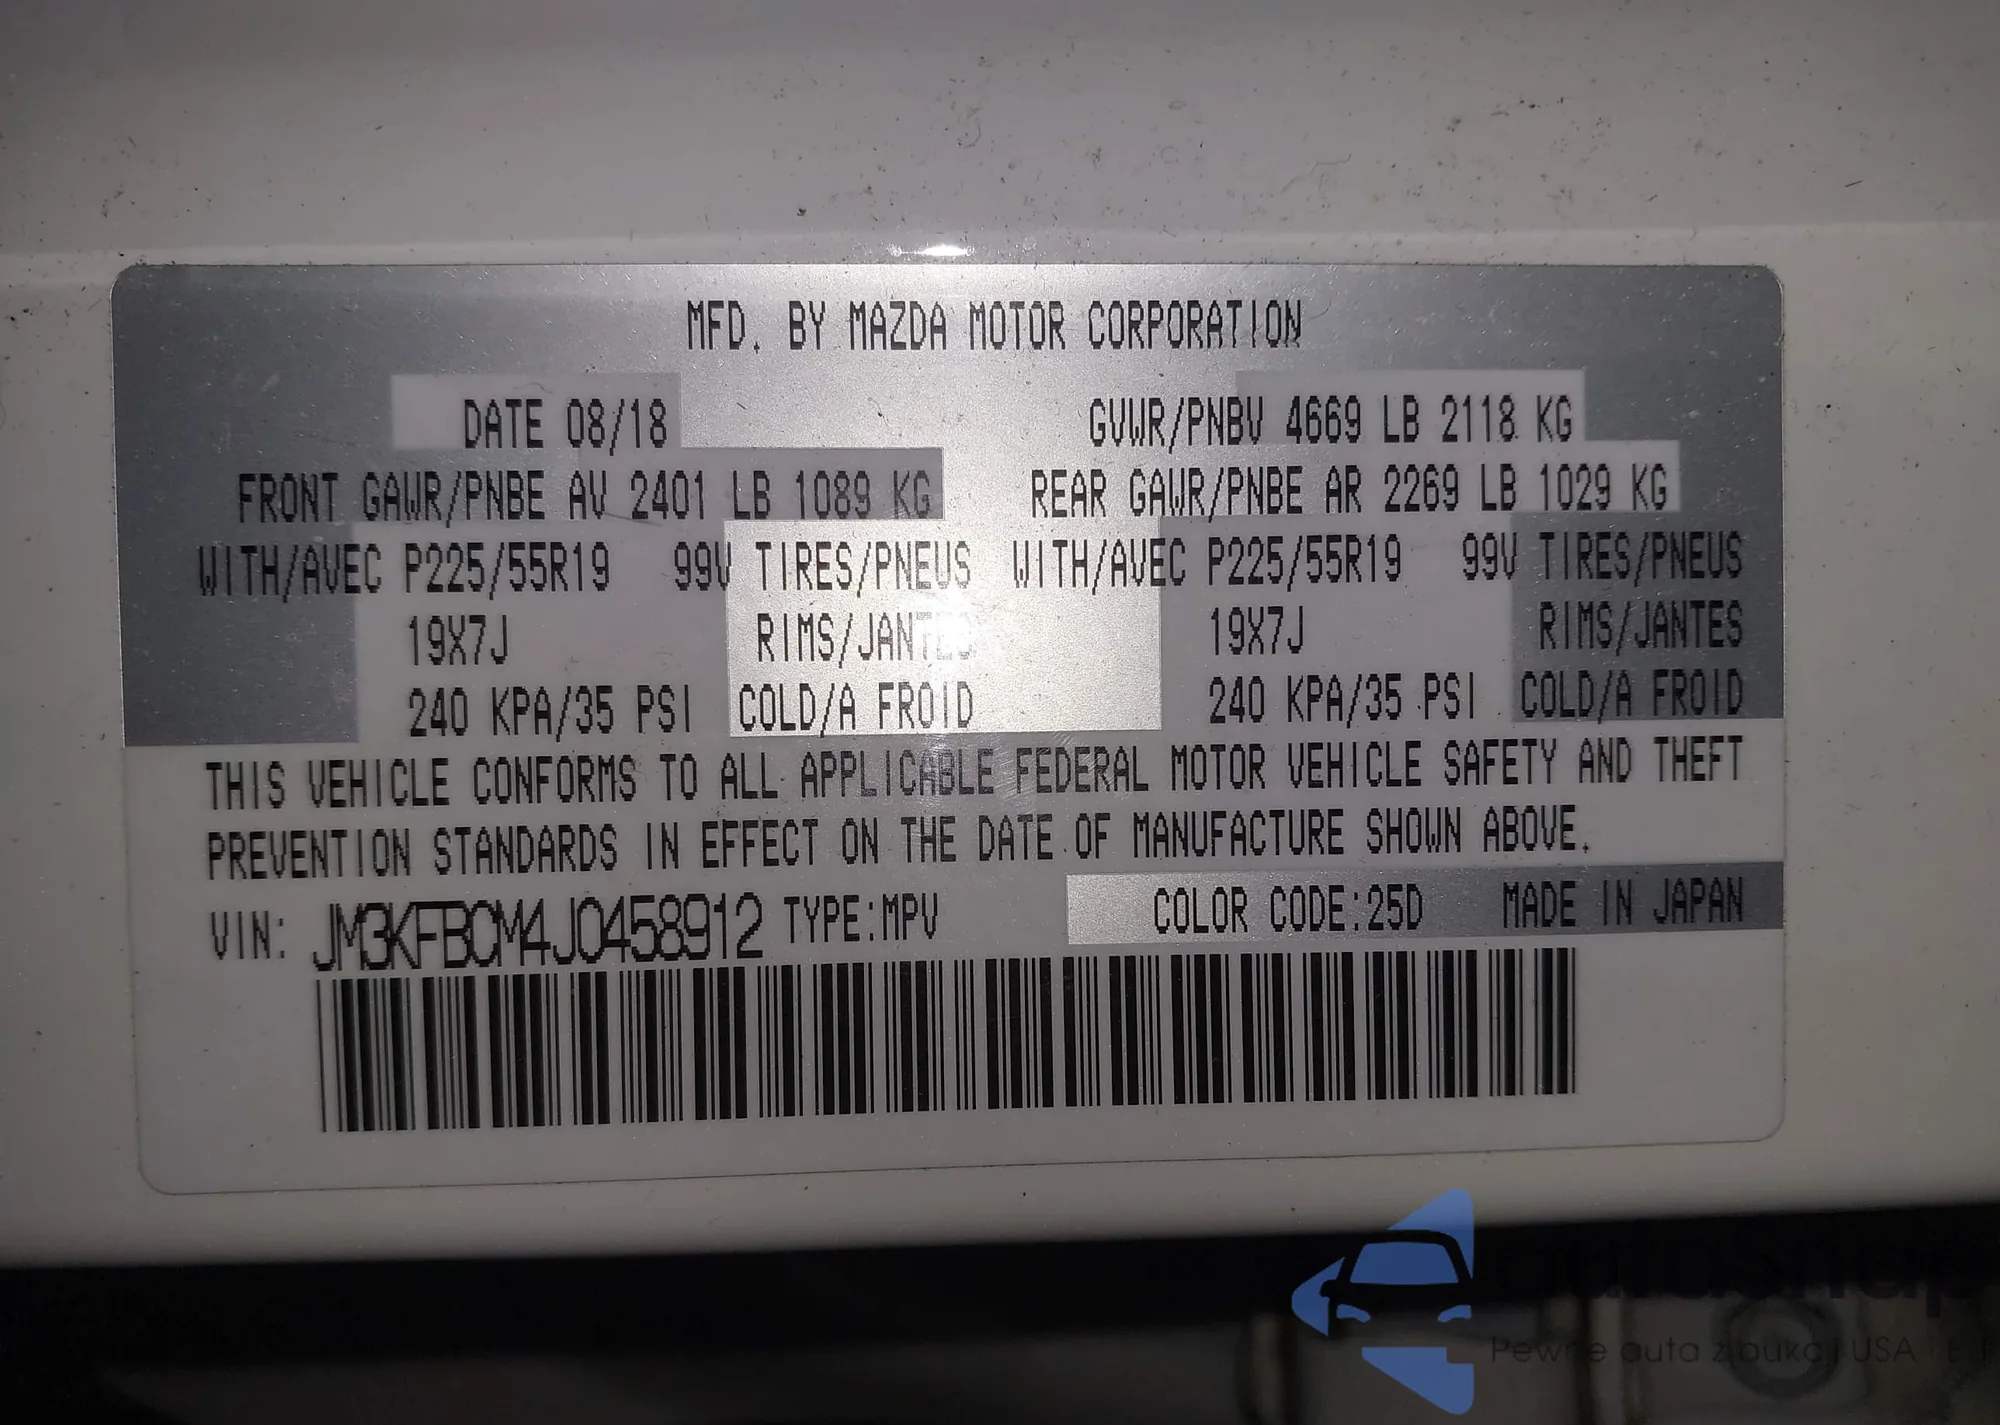 MFD. BY MAZDA MOTOR CORPORATION
DATE 08/18 GVWR/PNBV 4669 LB 2118 KG
FRONT GAWR/PNBE AV 2401 LB 1089 KG REAR GAWR/PNBE AR 2269 LB 1029 KG
WITH/AVEC P225/55R19 99V TIRES/PNEUS WITH/AVEC P225/55R19 99V TIRES/PNEUS
19X7J RIMS/JANTES 19X7J RIMS/JANTES
240 KPA/35 PSI COLD/A FROID 240 KPA/35 PSI COLD/A FROID
THIS VEHICLE CONFORMS TO ALL APPLICABLE FEDERAL MOTOR VEHICLE SAFETY AND THEFT
PREVENTION STANDARDS IN EFFECT ON THE DATE OF MANUFACTURE SHOWN ABOVE.
VIN: JM3KFBCM4J0458912 TYPE:MPV COLOR CODE:25D MADE IN JAPAN
Pewne auta z USA i